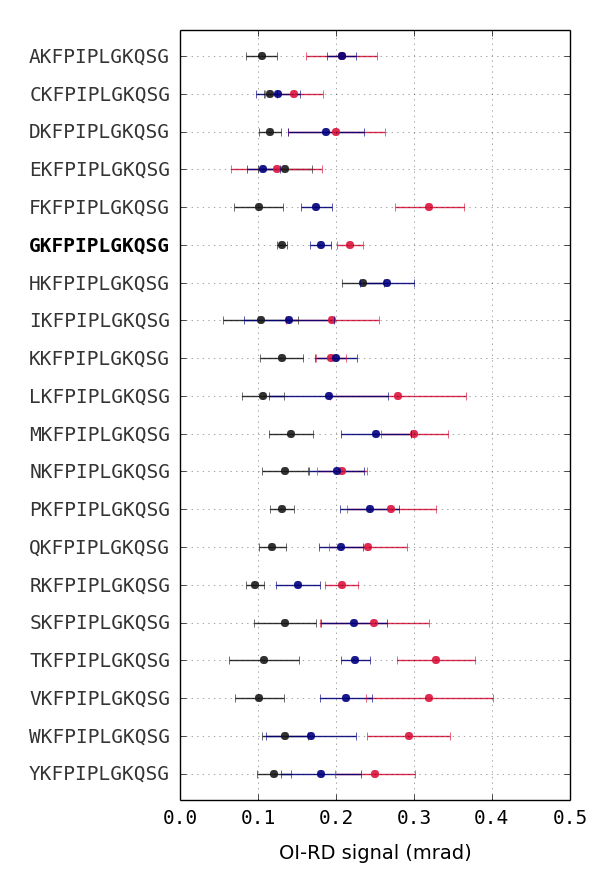 AKFPIPLGKQSG
CKFPIPLGKQSG
DKFPIPLGKQSG
EKFPIPLGKQSG
FKFPIPLGKQSG
GKFPIPLGKQSG
HKFPIPLGKQSG
IKFPIPLGKQSG
KKFPIPLGKQSG
LKFPIPLGKQSG
MKFPIPLGKQSG
NKFPIPLGKQSG
PKFPIPLGKQSG
QKFPIPLGKQSG
RKFPIPLGKQSG
SKFPIPLGKQSG
TKFPIPLGKQSG
VKFPIPLGKQSG
WKFPIPLGKQSG
YKFPIPLGKQSG
0.0 0.1 0.2 0.3 0.4 0.5
OI-RD signal (mrad)